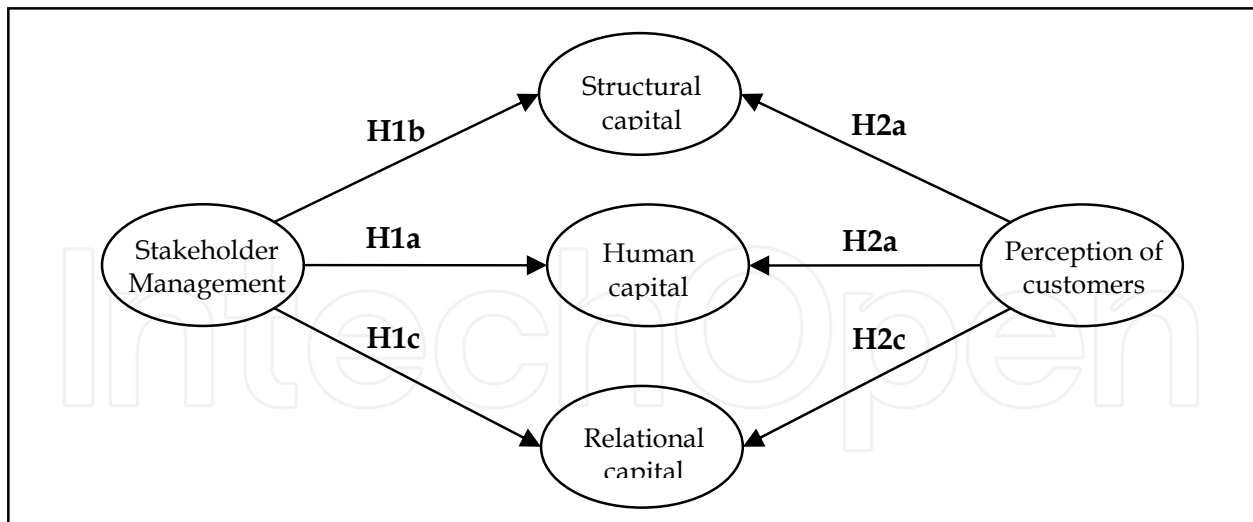 Structural
capital
H1b
H2a
Stakeholder
Management
H1a
Human
capital
H2a
Perception of
customers
H1c
H2c
Relational
capital
IntechOpen